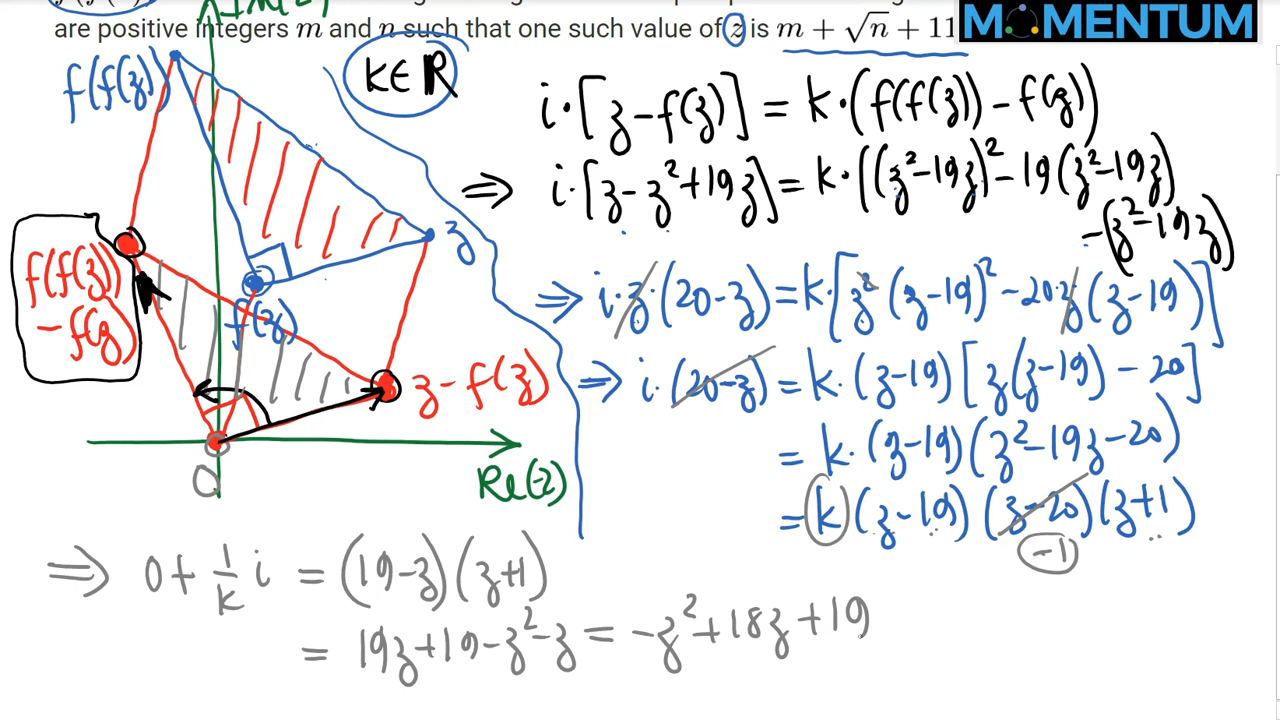 are positive integers m and n such that one such value of z is m + √n + 11
MOMENTUM
k∈ℝ
f(f(z))
z
f(z)
f(f(z))
-f(z)
z-f(z)
O
Re(z)
i·[z-f(z)] = k·(f(f(z))-f(z))
⇒ i·[z-z²+19z] = k·((z²-19z)²-19(z²-19z)
-(z²-19z))
⇒ i·z·(20-z) = k·[z²(z-19)²-20·z(z-19)]
⇒ i·(20-z) = k·(z-19)[z(z-19)-20]
= k·(z-19)(z²-19z-20)
= k(z-19)(z-20)(z+1)
-1
⇒ 0+1/k i = (19-z)(z+1)
= 19z+19-z²-z = -z²+18z+19